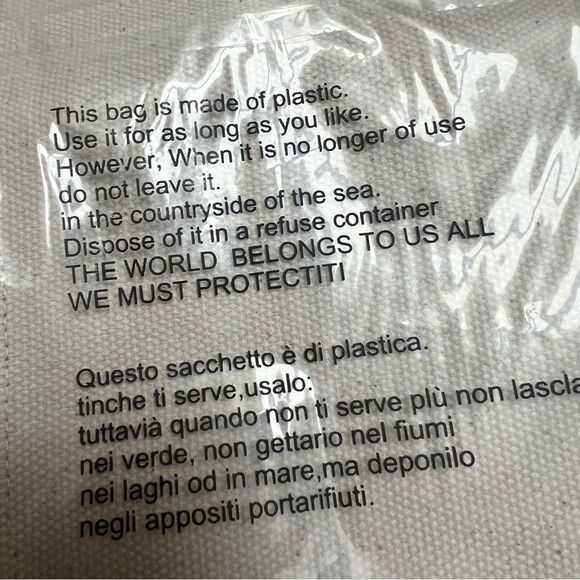 This bag is made of plastic.
Use it for as long as you like.
However, When it is no longer of use
do not leave it.
in the countryside of the sea.
Dispose of it in a refuse container
THE WORLD BELONGS TO US ALL
WE MUST PROTECTITI
Questo sacchetto è di plastica.
tinche ti serve,usalo:
tuttavià quando non ti serve plù non lascla
nei verde, non gettario nel fiumi
nei laghi od in mare,ma deponilo
negli appositi portarifiuti.